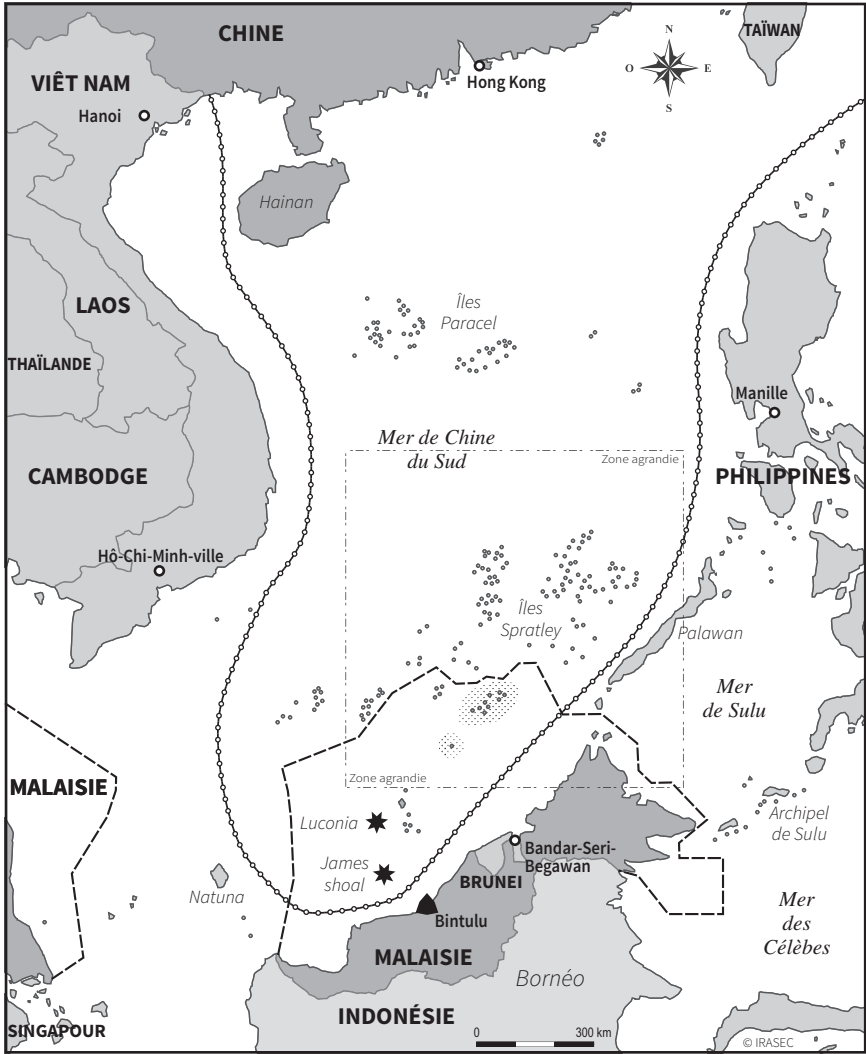 CHINE
TAÏWAN
N
O
E
S
VIÊT NAM
Hong Kong
Hanoi
Hainan
LAOS
Îles
Paracel
THAÏLANDE
Manille
Mer de Chine
du Sud
Zone agrandie
CAMBODGE
PHILIPPINES
Hô-Chi-Minh-ville
Îles
Spratley
Palawan
Mer
de Sulu
Zone agrandie
MALAISIE
Luconia
Archipel
de Sulu
James
shoal
Bandar-Seri-
Begawan
BRUNEI
Natuna
Bintulu
Mer
des
Célèbes
MALAISIE
Bornéo
INDONÉSIE
SINGAPOUR
0
300 km
© IRASEC